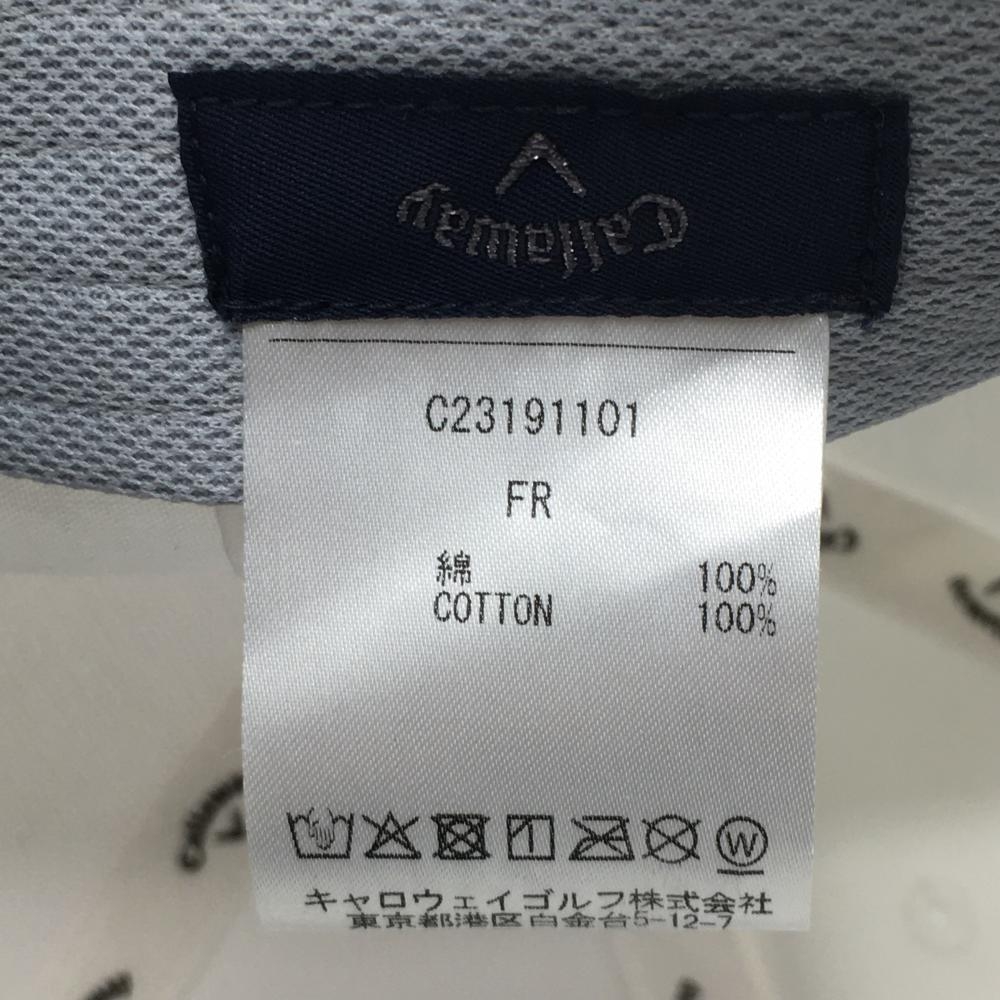 Callaway
C23191101
FR
綿 100%
COTTON 100%
W
キャロウェイゴルフ株式会社
東京都港区白金台5-12-7
Callaway